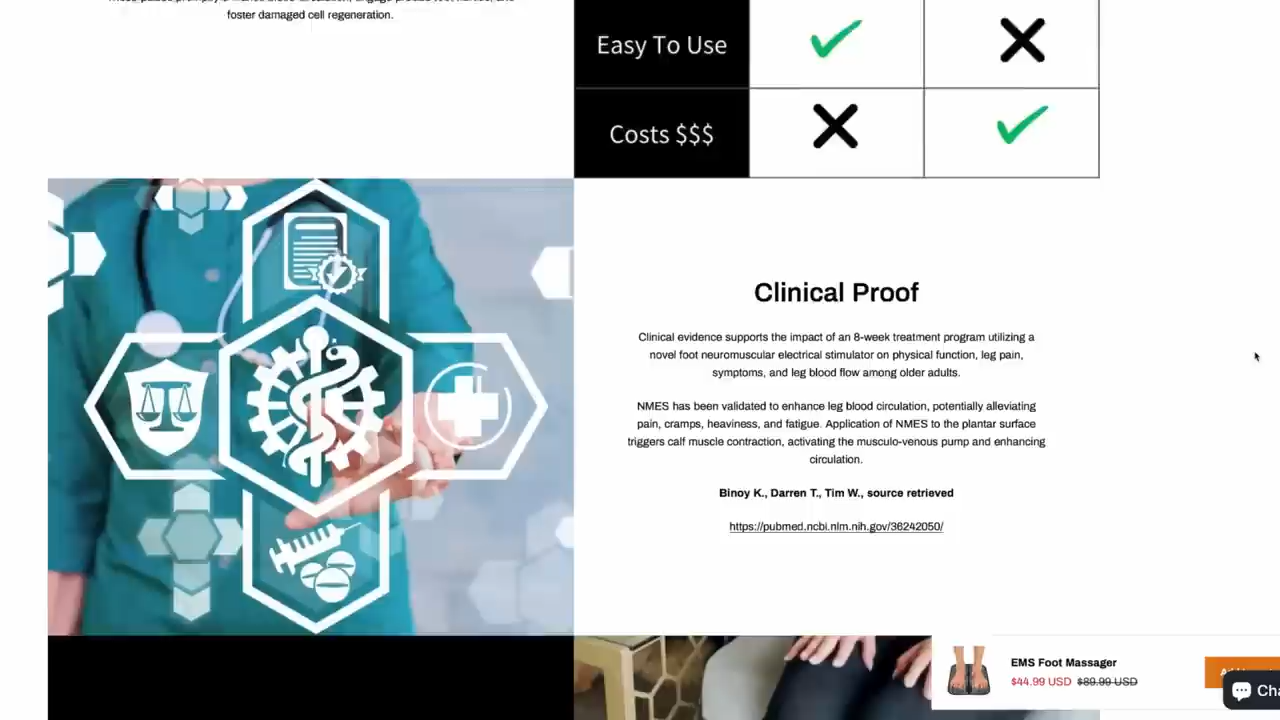 foster damaged cell regeneration.
Easy To Use
Costs $$$
Clinical Proof
Clinical evidence supports the impact of an 8-week treatment program utilizing a
novel foot neuromuscular electrical stimulator on physical function, leg pain,
symptoms, and leg blood flow among older adults.
NMES has been validated to enhance leg blood circulation, potentially alleviating
pain, cramps, heaviness, and fatigue. Application of NMES to the plantar surface
triggers calf muscle contraction, activating the musculo-venous pump and enhancing
circulation.
Binoy K., Darren T., Tim W., source retrieved
https://pubmed.ncbi.nlm.nih.gov/36242050/
EMS Foot Massager
$44.99 USD $89.99 USD
Cha